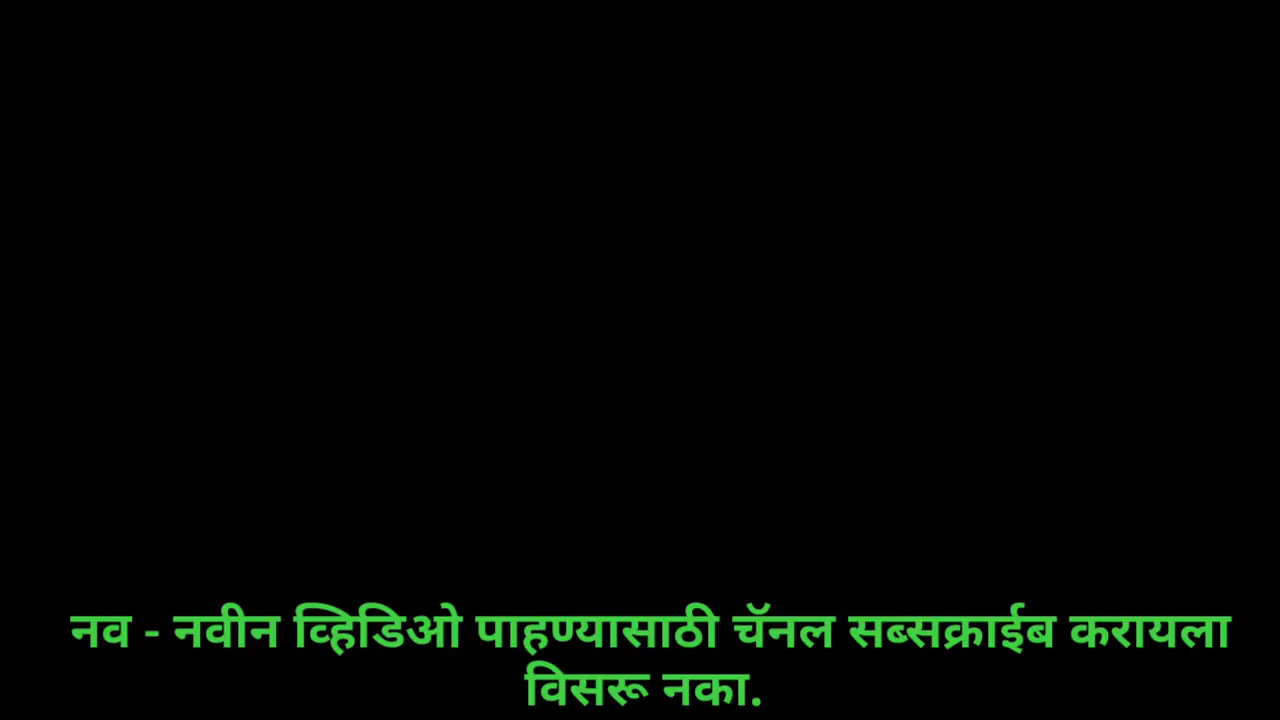 नव - नवीन व्हिडिओ पाहण्यासाठी चॅनल सब्सक्राईब करायला
विसरू नका.